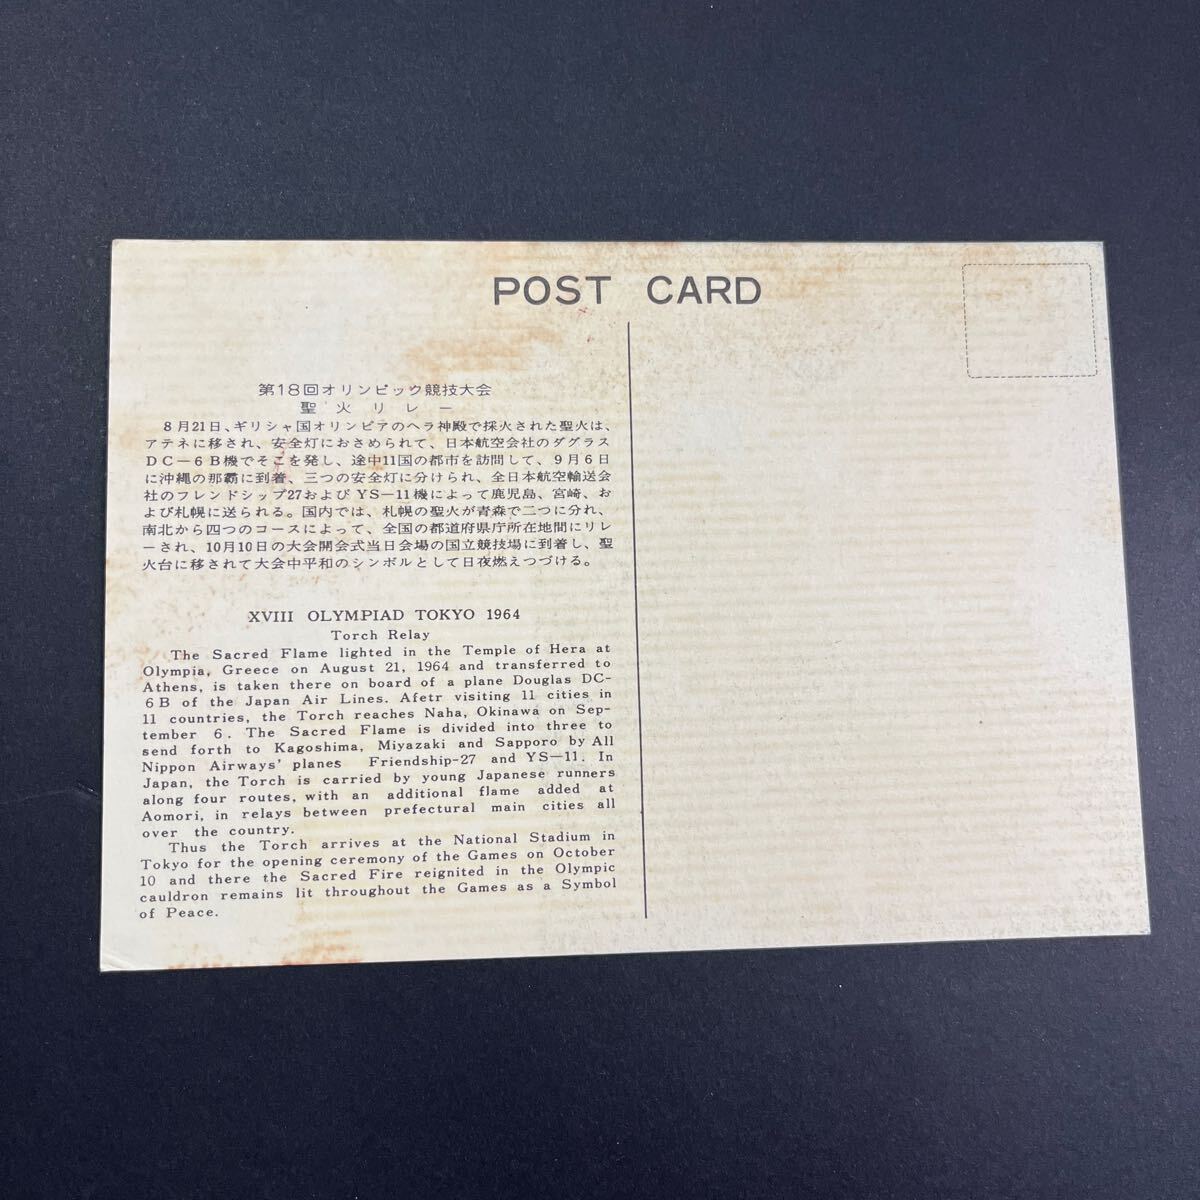 POST CARD
第18回オリンピック競技大会
聖火リレー
8月21日、ギリシャ国オリンピアのヘラ神殿で採火された聖火は、
アテネに移され、安全灯におさめられて、日本航空会社のダグラス
DC－6B機でそこを発し、途中11国の都市を訪問して、9月6日
に沖縄の那覇に到着、三つの安全灯に分けられ、全日本航空輸送会
社のフレンドシップ27およびYS－11機によって鹿児島、宮崎、お
よび札幌に送られる。国内では、札幌の聖火が青森で二つに分れ、
南北から四つのコースによって、全国の都道府県庁所在地間にリレ
ーされ、10月10日の大会開会式当日会場の国立競技場に到着し、聖
火台に移されて大会中平和のシンボルとして日夜燃えつづける。
XVIII OLYMPIAD TOKYO 1964
Torch Relay
The Sacred Flame lighted in the Temple of Hera at
Olympia, Greece on August 21, 1964 and transferred to
Athens, is taken there on board of a plane Douglas DC-
6B of the Japan Air Lines. Afetr visiting 11 cities in
11 countries, the Torch reaches Naha, Okinawa on Sep-
tember 6. The Sacred Flame is divided into three to
send forth to Kagoshima, Miyazaki and Sapporo by All
Nippon Airways' planes Friendship-27 and YS—11. In
Japan, the Torch is carried by young Japanese runners
along four routes, with an additional flame added at
Aomori, in relays between prefectural main cities all
over the country.
Thus the Torch arrives at the National Stadium in
Tokyo for the opening ceremony of the Games on October
10 and there the Sacred Fire reignited in the Olympic
cauldron remains lit throughout the Games as a Symbol
of Peace.